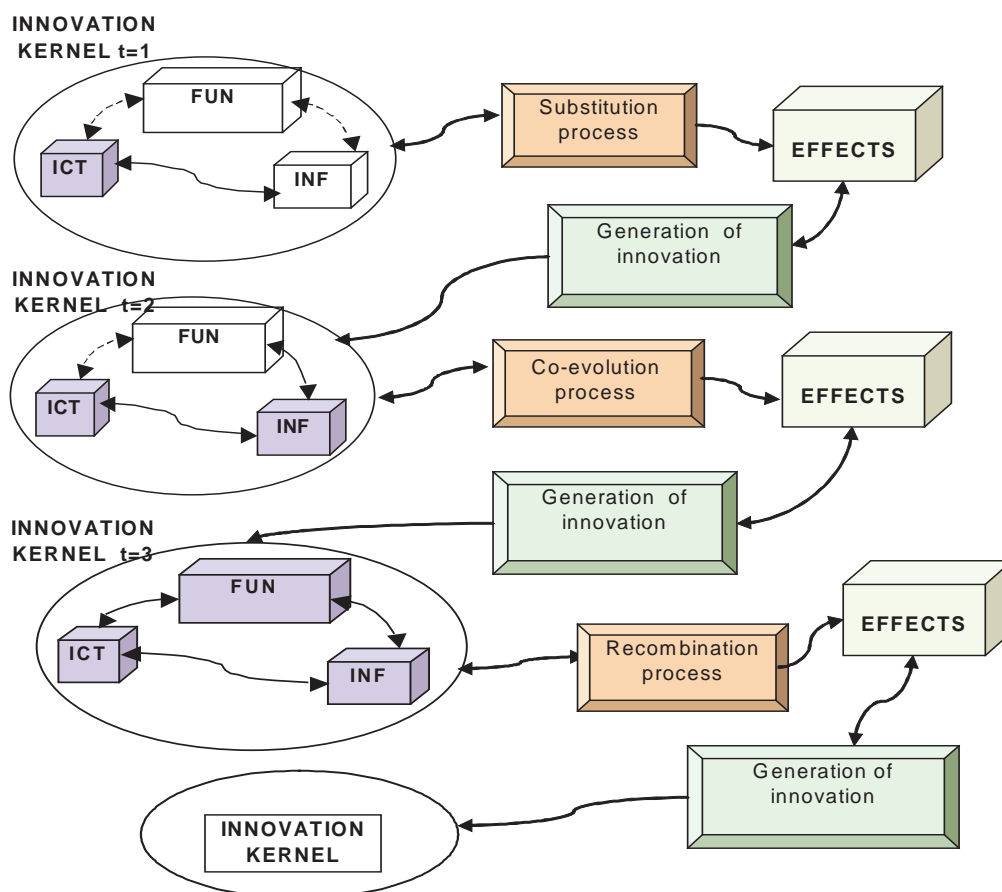 INNOVATION
KERNEL t=1
FUN
ICT
INF
Substitution
process
EFFECTS
Generation of
innovation
INNOVATION
KERNEL t=2
FUN
ICT
INF
Co-evolution
process
EFFECTS
Generation of
innovation
INNOVATION
KERNEL t=3
FUN
ICT
INF
Recombination
process
EFFECTS
Generation of
innovation
INNOVATION
KERNEL